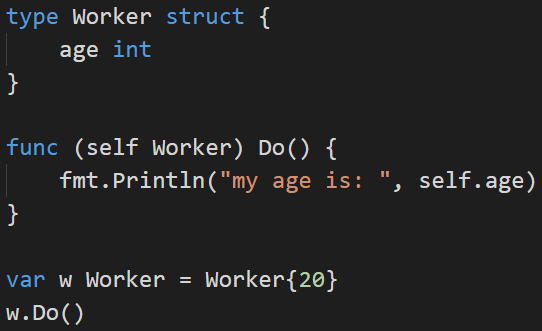 type Worker struct {
    age int
}

func (self Worker) Do() {
    fmt.Println("my age is: ", self.age)
}

var w Worker = Worker{20}
w.Do()